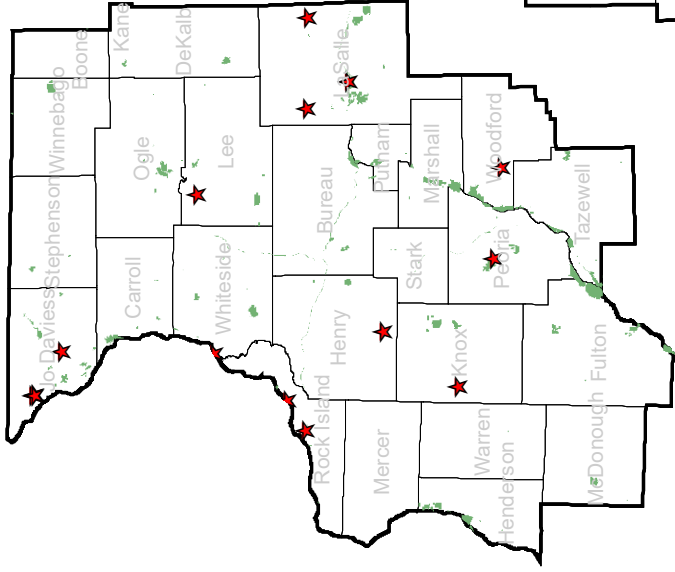 Kane
DeKalb
Boone
LaSalle
Winnebago
Ogle
Lee
Putnam
Marshall
Woodford
Bureau
Tazewell
Stephenson
Carroll
Whiteside
Stark
Peoria
Jo Daviess
Henry
Knox
Fulton
Rock Island
Mercer
Warren
Henderson
McDonough